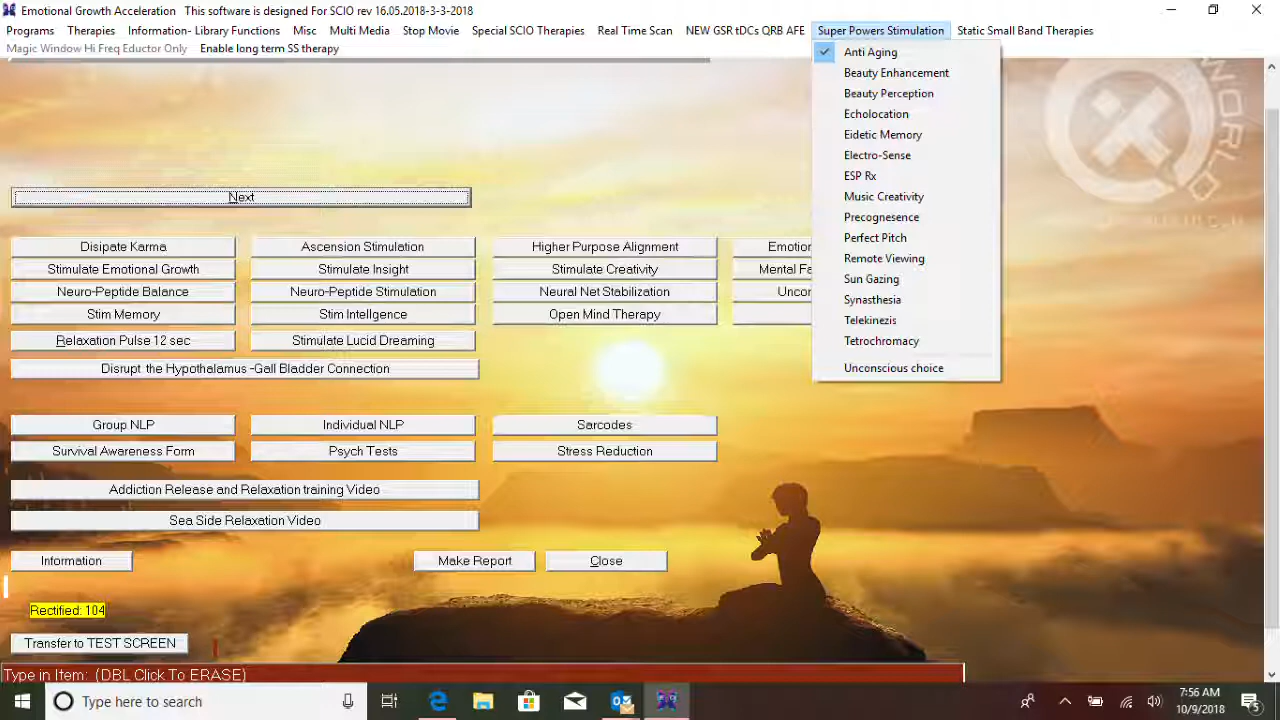 Emotional Growth Acceleration This software is designed For SCIO rev 16.05.2018-3-3-2018
Programs Therapies Information- Library Functions Misc Multi Media Stop Movie Special SCIO Therapies Real Time Scan NEW GSR tDCs QRB AFE Super Powers Stimulation Static Small Band Therapies
Magic Window Hi Freq Eductor Only Enable long term SS therapy
Anti Aging
Beauty Enhancement
Beauty Perception
Echolocation
Eidetic Memory
Electro-Sense
ESP Rx
Music Creativity
Precognesence
Perfect Pitch
Remote Viewing
Sun Gazing
Synasthesia
Telekinezis
Tetrochromacy
Unconscious choice
Next
Disipate Karma Ascension Stimulation Higher Purpose Alignment Emotion
Stimulate Emotional Growth Stimulate Insight Stimulate Creativity Mental Fa
Neuro-Peptide Balance Neuro-Peptide Stimulation Neural Net Stabilization Uncon
Stim Memory Stim Intellgence Open Mind Therapy
Relaxation Pulse 12 sec Stimulate Lucid Dreaming
Disrupt the Hypothalamus -Gall Bladder Connection
Group NLP Individual NLP Sarcodes
Survival Awareness Form Psych Tests Stress Reduction
Addiction Release and Relaxation training Video
Sea Side Relaxation Video
Information Make Report Close
Rectified: 104
Transfer to TEST SCREEN
Type in Item: (DBL Click To ERASE)
Type here to search
7:56 AM
10/9/2018
5